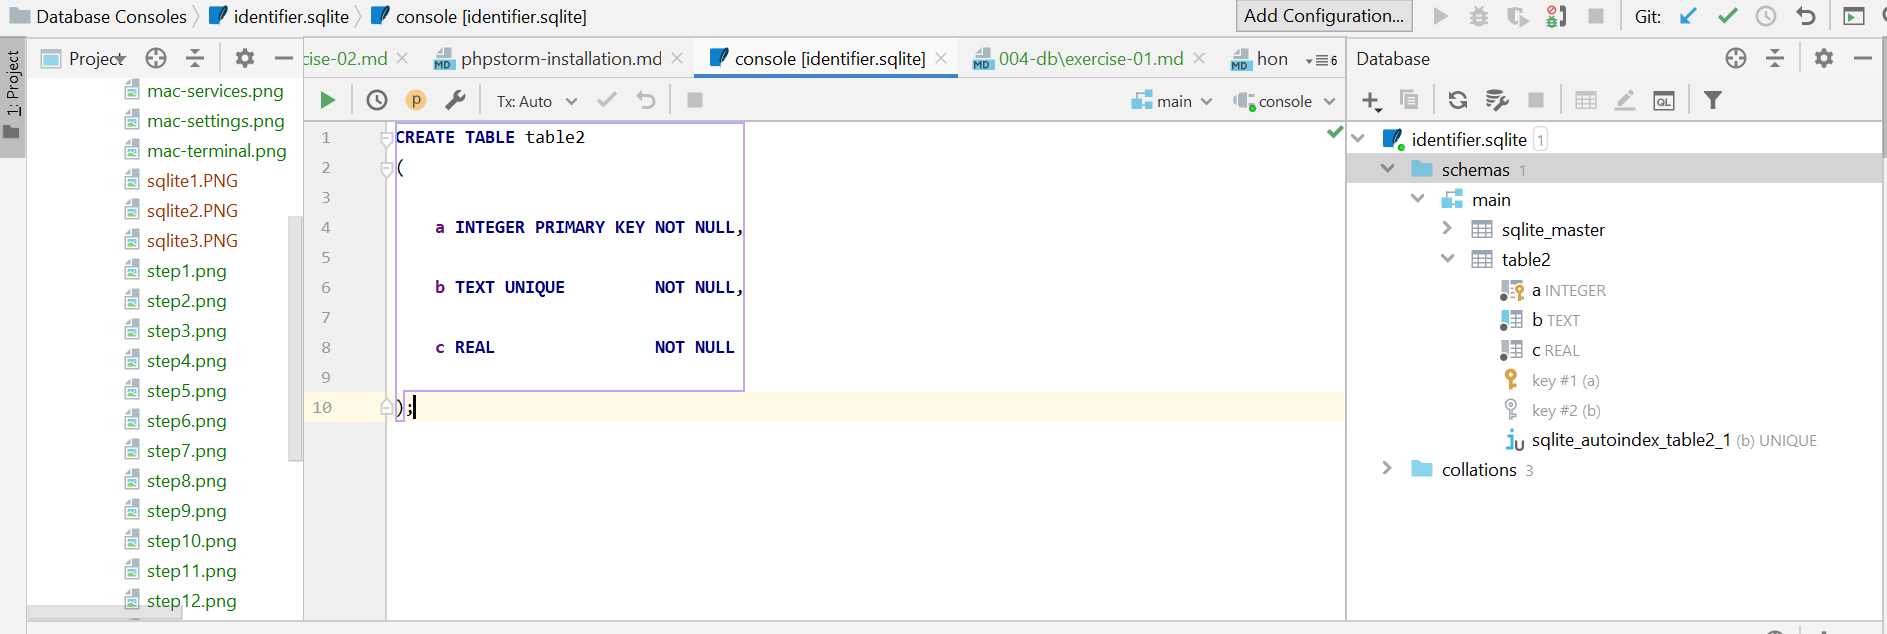 Database Consoles identifier.sqlite console [identifier.sqlite] Add Configuration... Git:
1: Project
Project
cise-02.md phpstorm-installation.md console [identifier.sqlite] 004-db\exercise-01.md hon 6
Database
mac-services.png
mac-settings.png
mac-terminal.png
sqlite1.PNG
sqlite2.PNG
sqlite3.PNG
step1.png
step2.png
step3.png
step4.png
step5.png
step6.png
step7.png
step8.png
step9.png
step10.png
step11.png
step12.png
p Tx: Auto main console
1 CREATE TABLE table2
2 (
3
4 a INTEGER PRIMARY KEY NOT NULL,
5
6 b TEXT UNIQUE NOT NULL,
7
8 c REAL NOT NULL
9
10 );
QL
identifier.sqlite 1
schemas 1
main
sqlite_master
table2
a INTEGER
b TEXT
c REAL
key #1 (a)
key #2 (b)
sqlite_autoindex_table2_1 (b) UNIQUE
collations 3